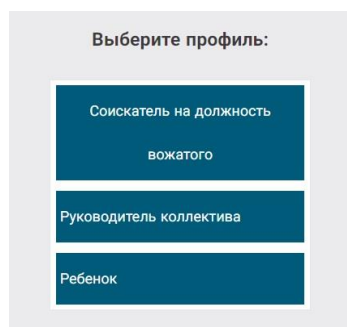 Выберите профиль:
Соискатель на должность
вожатого
Руководитель коллектива
Ребенок